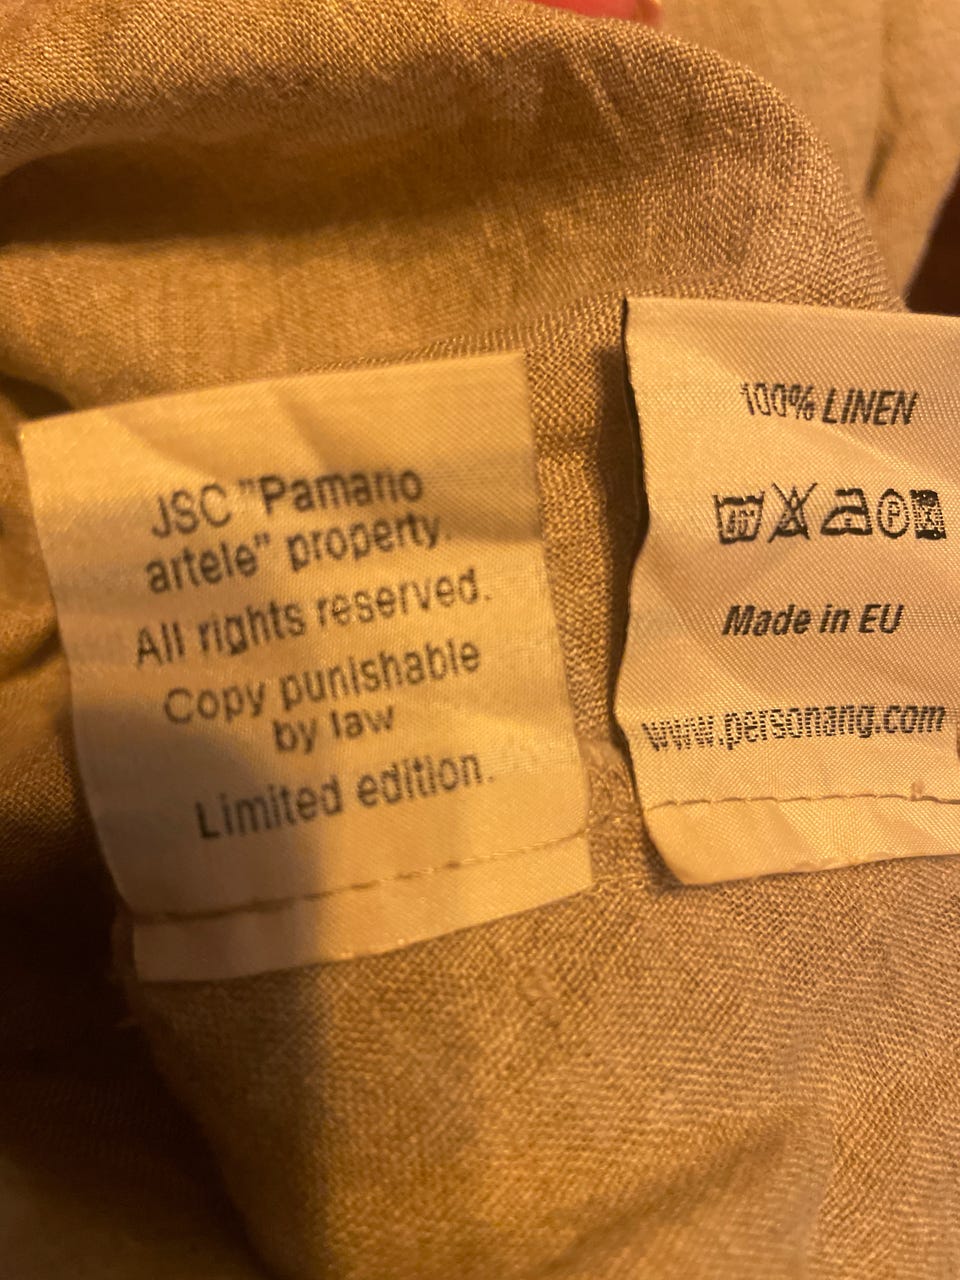 JSC "Pamario
artele" property.
All rights reserved.
Copy punishable
by law
Limited edition.
100% LINEN
P
Made in EU
www.personang.com